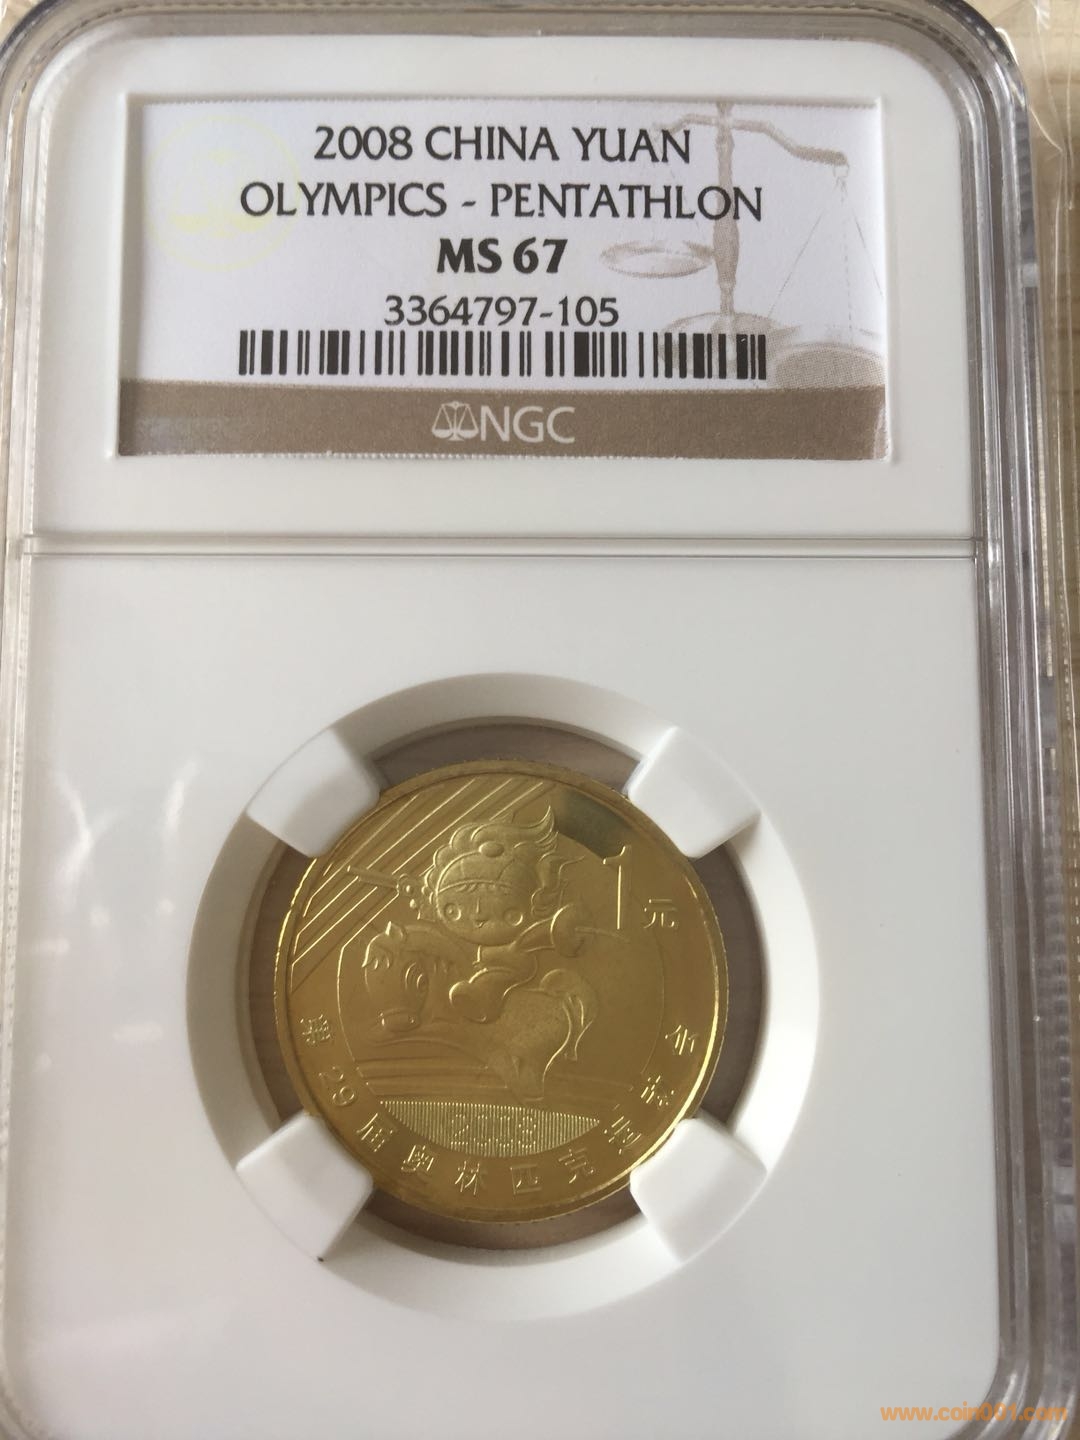 2008 CHINA YUAN
OLYMPICS - PENTATHLON
MS 67
3364797-105
NGC
1元
第29届奥林匹克运动会
2008
www.coin001.com